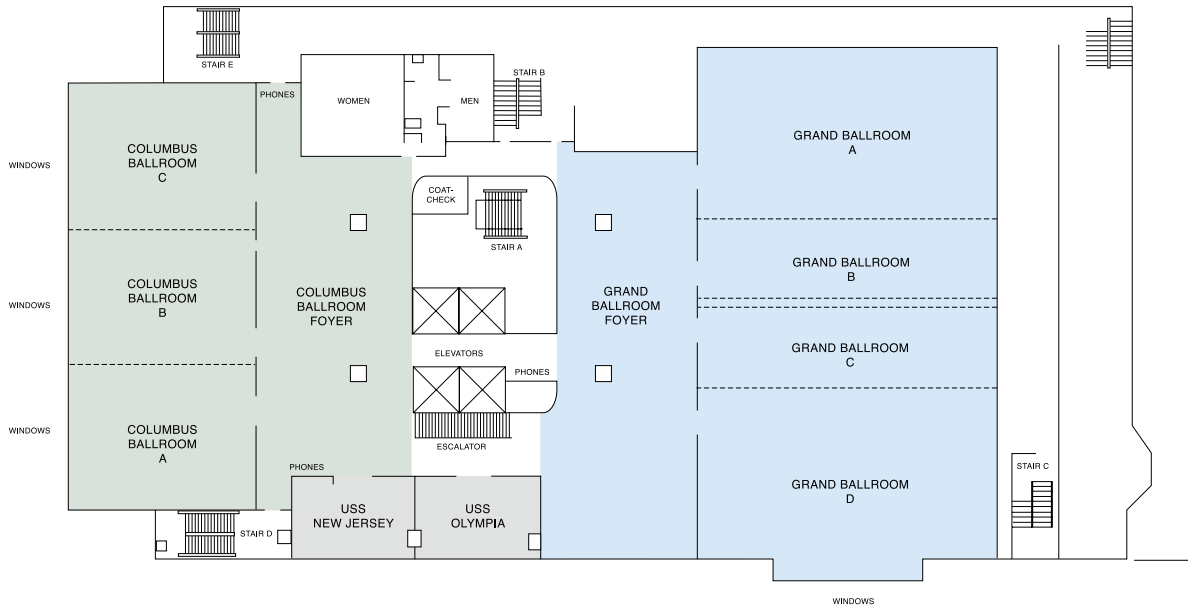 STAIR E
PHONES
WOMEN
MEN
STAIR B
WINDOWS
COLUMBUS
BALLROOM
C
COAT-
CHECK
STAIR A
GRAND BALLROOM
A
WINDOWS
COLUMBUS
BALLROOM
B
COLUMBUS
BALLROOM
FOYER
GRAND
BALLROOM
FOYER
GRAND BALLROOM
B
ELEVATORS
PHONES
GRAND BALLROOM
C
WINDOWS
COLUMBUS
BALLROOM
A
ESCALATOR
PHONES
STAIR C
GRAND BALLROOM
D
STAIR D
USS
NEW JERSEY
USS
OLYMPIA
WINDOWS